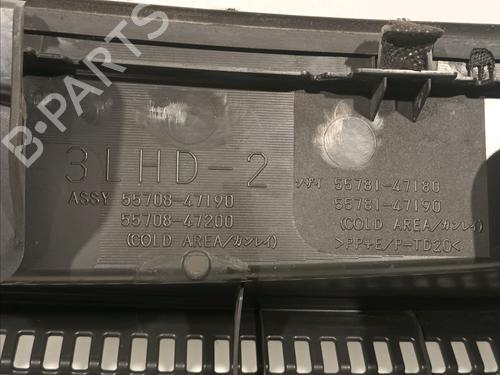 B-PARTS
3LHD-2
ASSY 55708-47190
55708-47200
(COLD AREA/カンレイ)
ソザイ 55781-47180
55781-47190
(COLD AREA/カンレイ)
>PP+E/P-TD20<